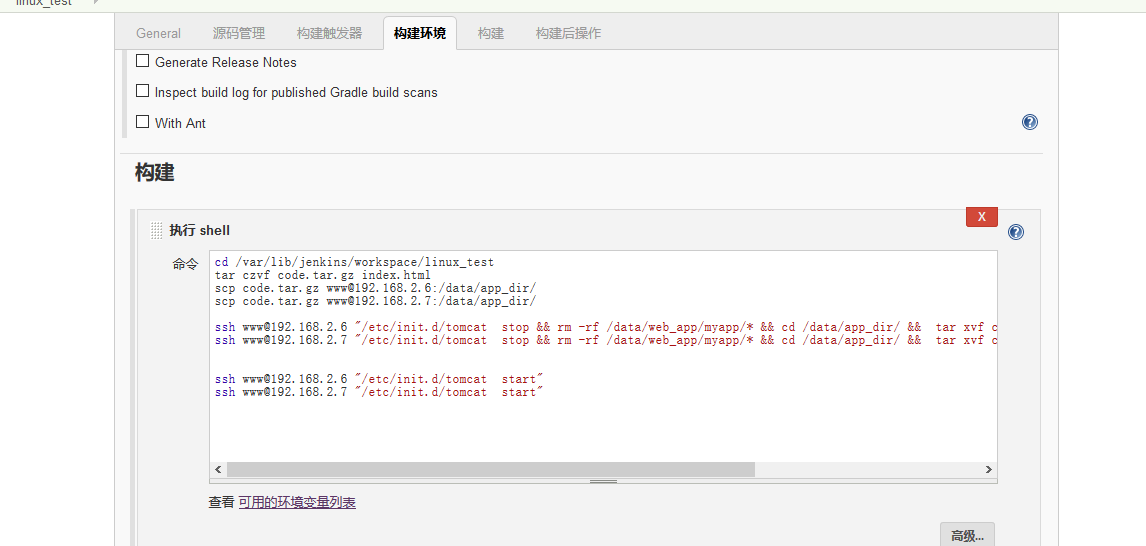 linux_test
General 源码管理 构建触发器 构建环境 构建 构建后操作
Generate Release Notes
Inspect build log for published Gradle build scans
With Ant
构建
X
执行 shell
命令
cd /var/lib/jenkins/workspace/linux_test
tar czvf code.tar.gz index.html
scp code.tar.gz www@192.168.2.6:/data/app_dir/
scp code.tar.gz www@192.168.2.7:/data/app_dir/
ssh www@192.168.2.6 "/etc/init.d/tomcat  stop && rm -rf /data/web_app/myapp/* && cd /data/app_dir/ &&  tar xvf c
ssh www@192.168.2.7 "/etc/init.d/tomcat  stop && rm -rf /data/web_app/myapp/* && cd /data/app_dir/ &&  tar xvf c
ssh www@192.168.2.6 "/etc/init.d/tomcat  start"
ssh www@192.168.2.7 "/etc/init.d/tomcat  start"
查看 可用的环境变量列表
高级...